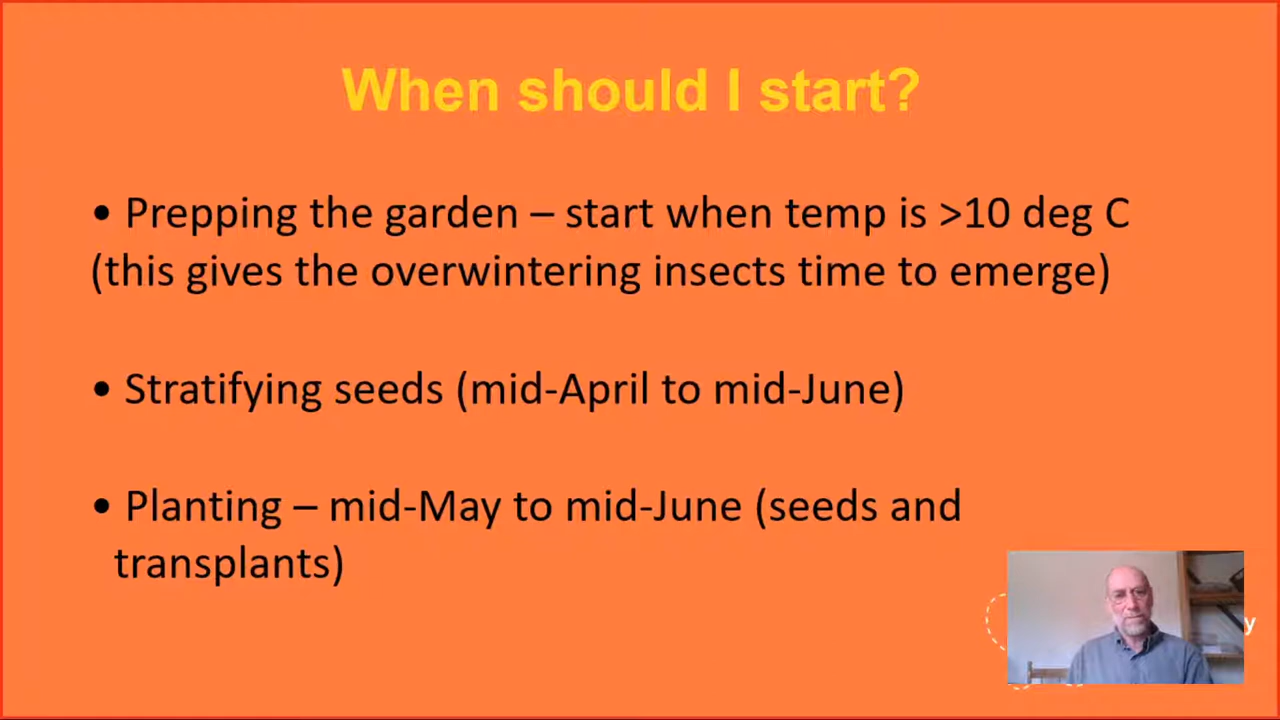 When should I start?
• Prepping the garden – start when temp is >10 deg C
(this gives the overwintering insects time to emerge)
• Stratifying seeds (mid-April to mid-June)
• Planting – mid-May to mid-June (seeds and
transplants)